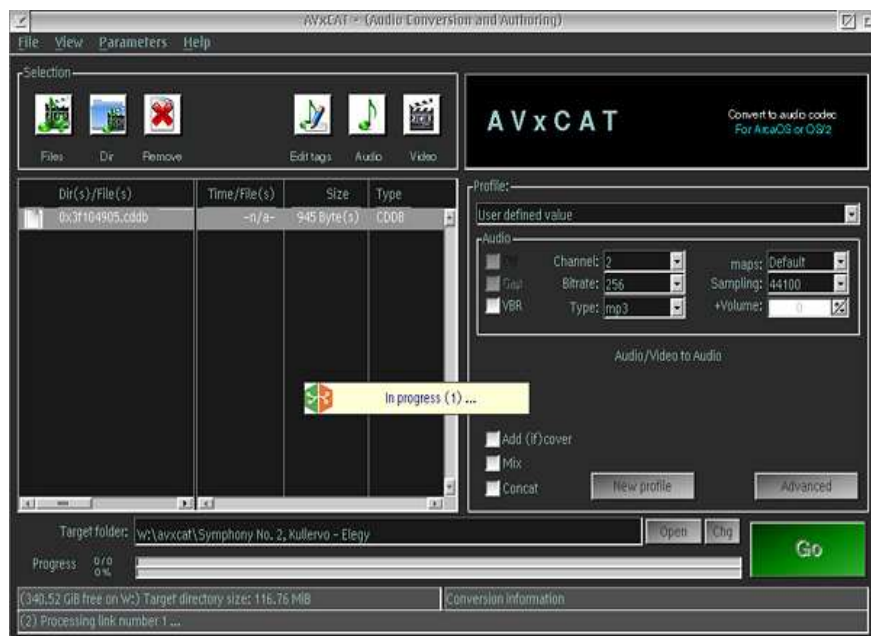 AVxCAT - (Audio Conversion and Authoring)
File View Parameters Help
Selection
Files Dir Remove Edit tags Audio Video
AVxCAT
Convert to audio codec
For ArcaOS or OS/2
Dir(s)/File(s) Time/File(s) Size Type
0x3f104905.cddb -n/a- 945 Byte(s) CDDB
Profile:
User defined value
Audio
Channel: 2 maps: Default
Bitrate: 256 Sampling: 44100
VBR Type: mp3 +Volume: 0
Audio/Video to Audio
In progress (1) ...
Add (if)cover
Mix
Concat New profile Advanced
Target folder: w:\avxcat\Symphony No. 2, Kullervo - Elegy Open Chg
Go
Progress 0/0
0 %
(340.52 GiB free on W:) Target directory size: 116.76 MiB Conversion information
(2) Processing link number 1 ...